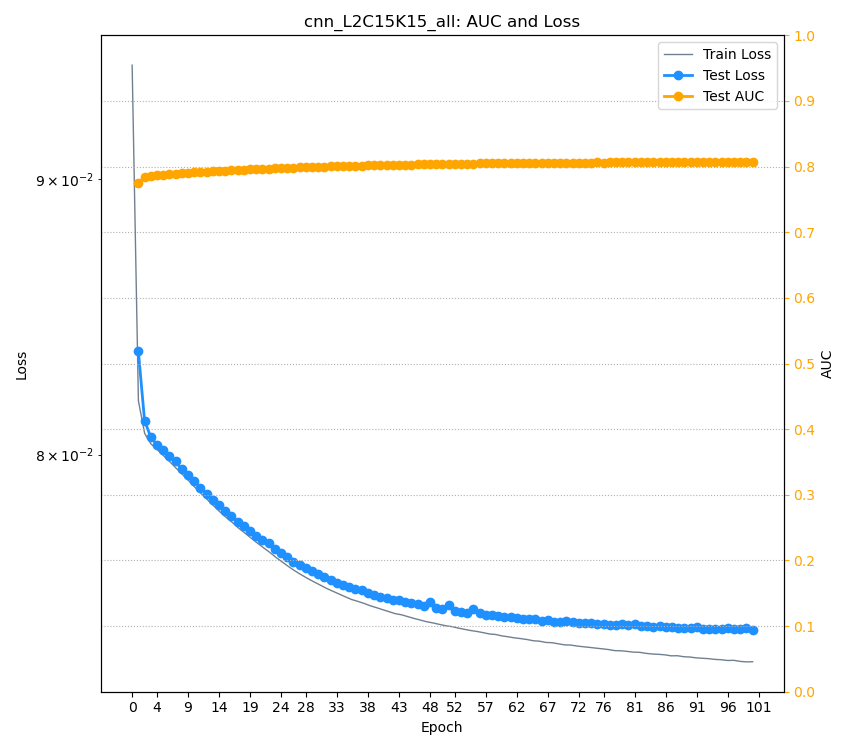 cnn_L2C15K15_all: AUC and Loss
Train Loss
Test Loss
Test AUC
9 × 10⁻²
8 × 10⁻²
Loss
1.0
0.9
0.8
0.7
0.6
0.5
0.4
0.3
0.2
0.1
0.0
AUC
0 4 9 14 19 24 28 33 38 43 48 52 57 62 67 72 76 81 86 91 96 101
Epoch